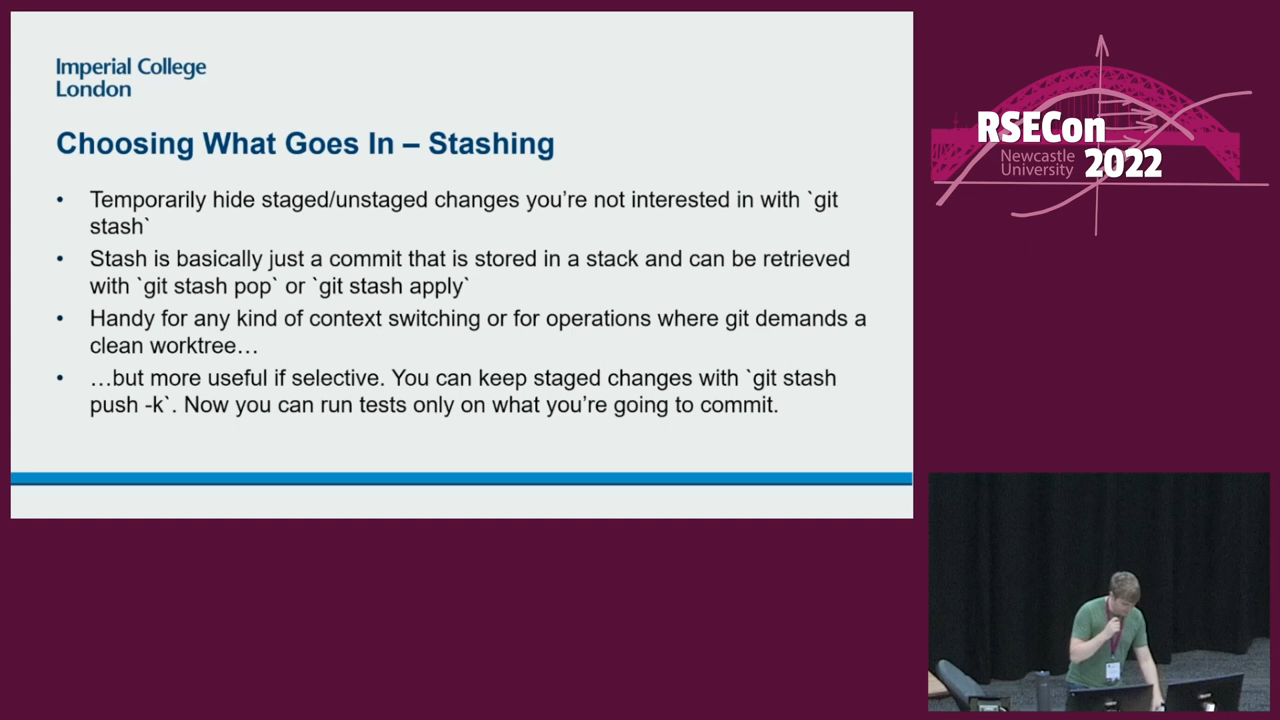 Imperial College
London
Choosing What Goes In – Stashing
• Temporarily hide staged/unstaged changes you’re not interested in with `git
stash`
• Stash is basically just a commit that is stored in a stack and can be retrieved
with `git stash pop` or `git stash apply`
• Handy for any kind of context switching or for operations where git demands a
clean worktree…
• …but more useful if selective. You can keep staged changes with `git stash
push -k`. Now you can run tests only on what you’re going to commit.
RSECon
Newcastle
University 2022